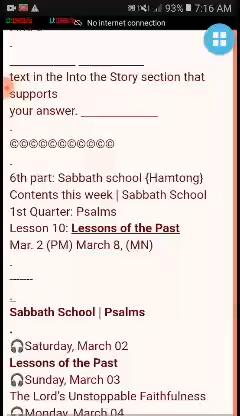 93% 7:16 AM
No internet connection
.
____________ ____________
text in the Into the Story section that
supports
your answer. ______________
.
©©©©©©©©©©©
.
6th part: Sabbath school {Hamtong}
Contents this week | Sabbath School
1st Quarter: Psalms
Lesson 10: Lessons of the Past
Mar. 2 (PM) March 8, (MN)
.
-------
.
Sabbath School | Psalms
.
🎧Saturday, March 02
Lessons of the Past
🎧Sunday, March 03
The Lord's Unstoppable Faithfulness
🎧Monday, March 04